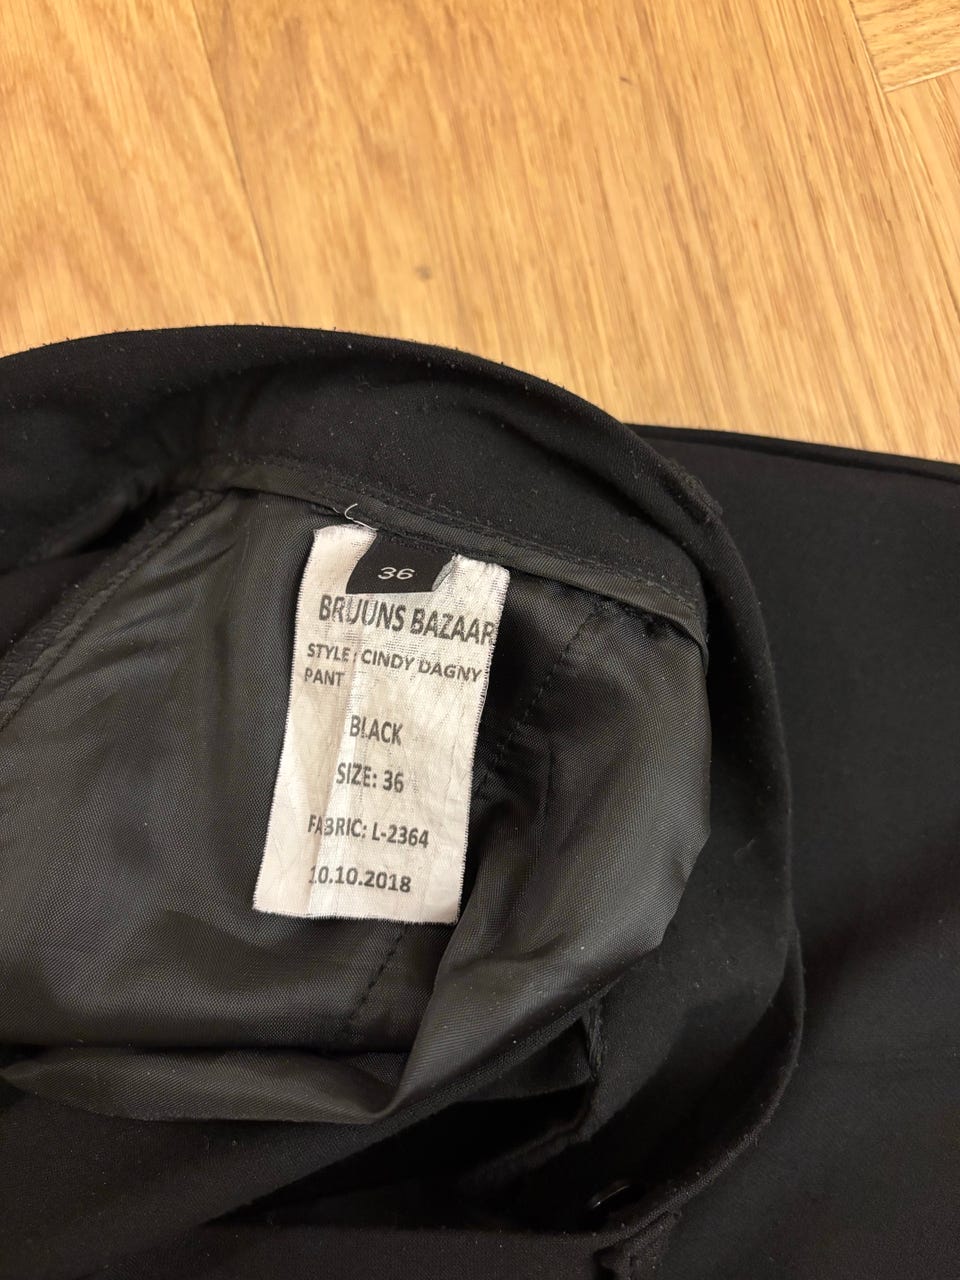 36
BRUUNS BAZAAR
STYLE: CINDY DAGNY
PANT
BLACK
SIZE: 36
FABRIC: L-2364
10.10.2018